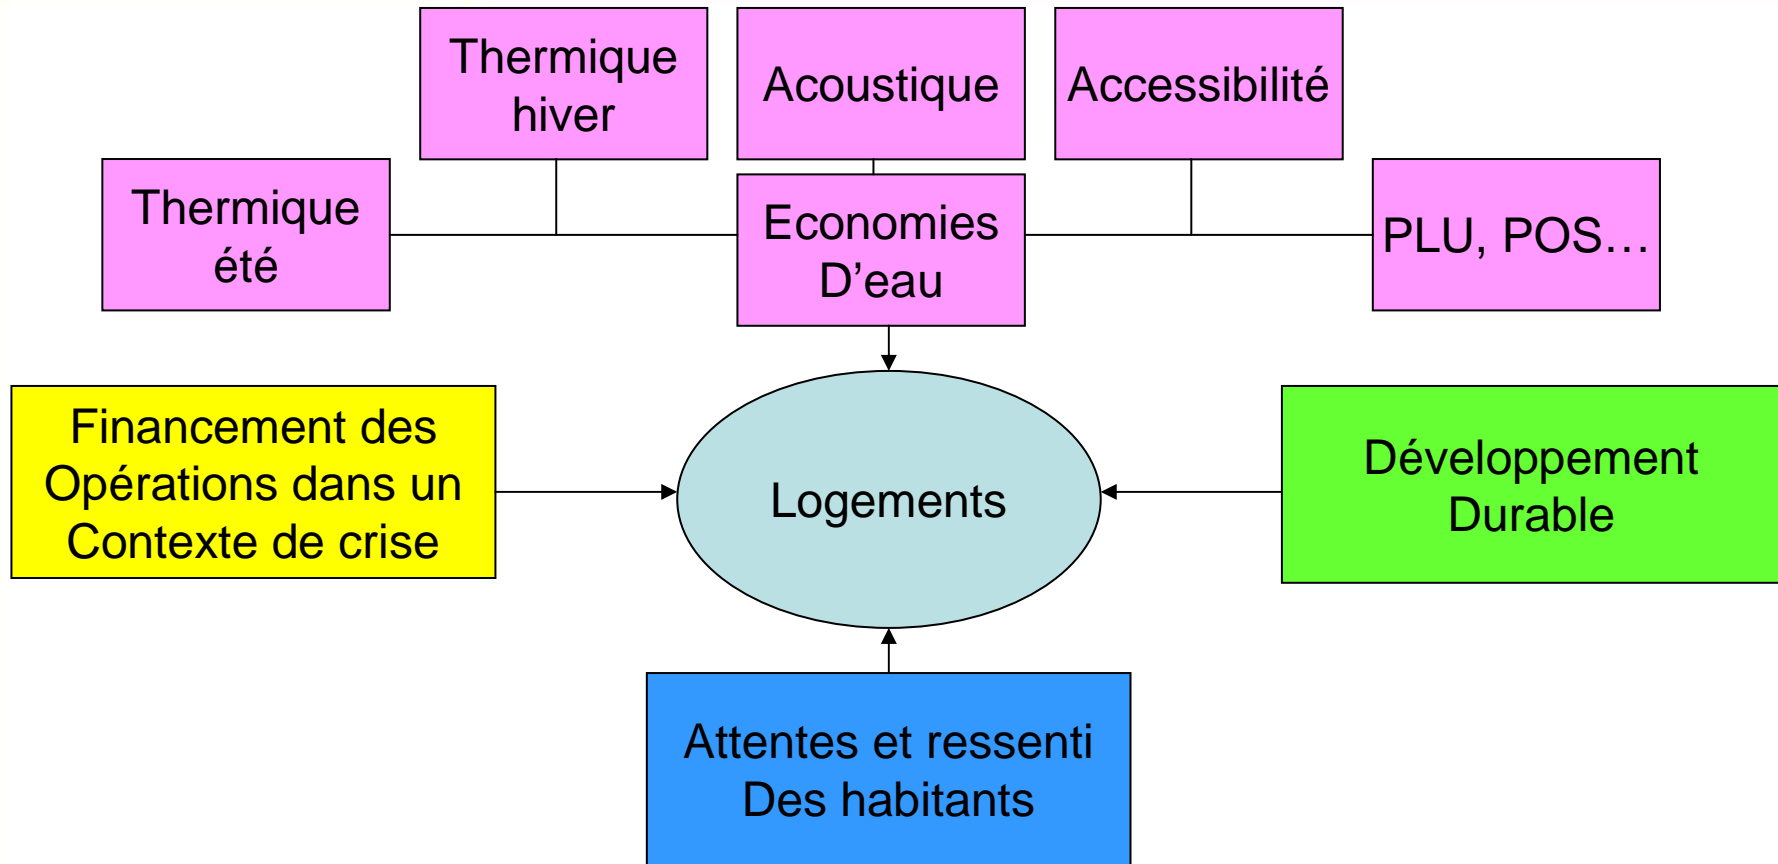 Thermique
hiver
Acoustique
Accessibilité
Thermique
été
Economies
D’eau
PLU, POS…
Financement des
Opérations dans un
Contexte de crise
Logements
Développement
Durable
Attentes et ressenti
Des habitants